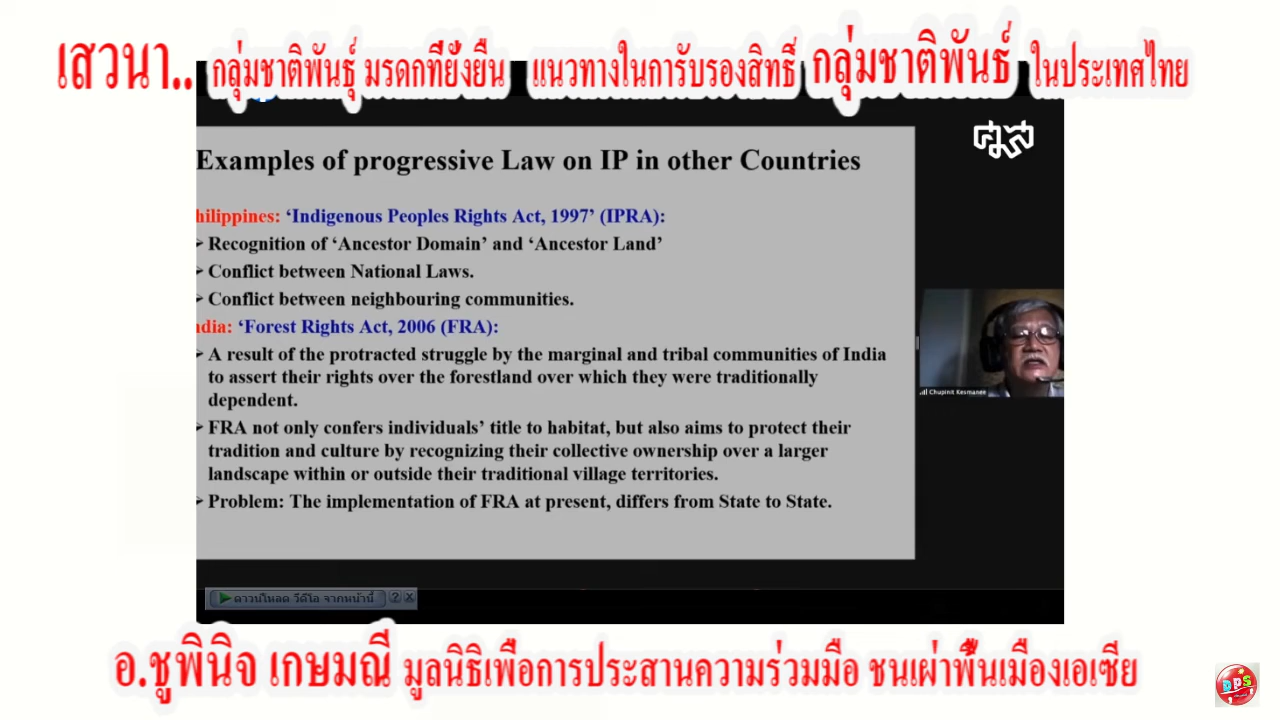 เสวนา.. กลุ่มชาติพันธุ์ มรดกที่ยั่งยืน แนวทางในการับรองสิทธิ์ กลุ่มชาติพันธ์ ในประเทศไทย
Examples of progressive Law on IP in other Countries
hilippines: ‘Indigenous Peoples Rights Act, 1997’ (IPRA):
➢ Recognition of ‘Ancestor Domain’ and ‘Ancestor Land’
➢ Conflict between National Laws.
➢ Conflict between neighbouring communities.
ndia: ‘Forest Rights Act, 2006 (FRA):
➢ A result of the protracted struggle by the marginal and tribal communities of India
to assert their rights over the forestland over which they were traditionally
dependent.
➢ FRA not only confers individuals’ title to habitat, but also aims to protect their
tradition and culture by recognizing their collective ownership over a larger
landscape within or outside their traditional village territories.
➢ Problem: The implementation of FRA at present, differs from State to State.
ศมส
Chupinit Kesmanee
ดาวน์โหลด วีดีโอ จากหน้านี้ ? X
อ.ชูพินิจ เกษมณี มูลนิธิเพื่อการประสานความร่วมมือ ชนเผ่าพื้นเมืองเอเซีย
DPS